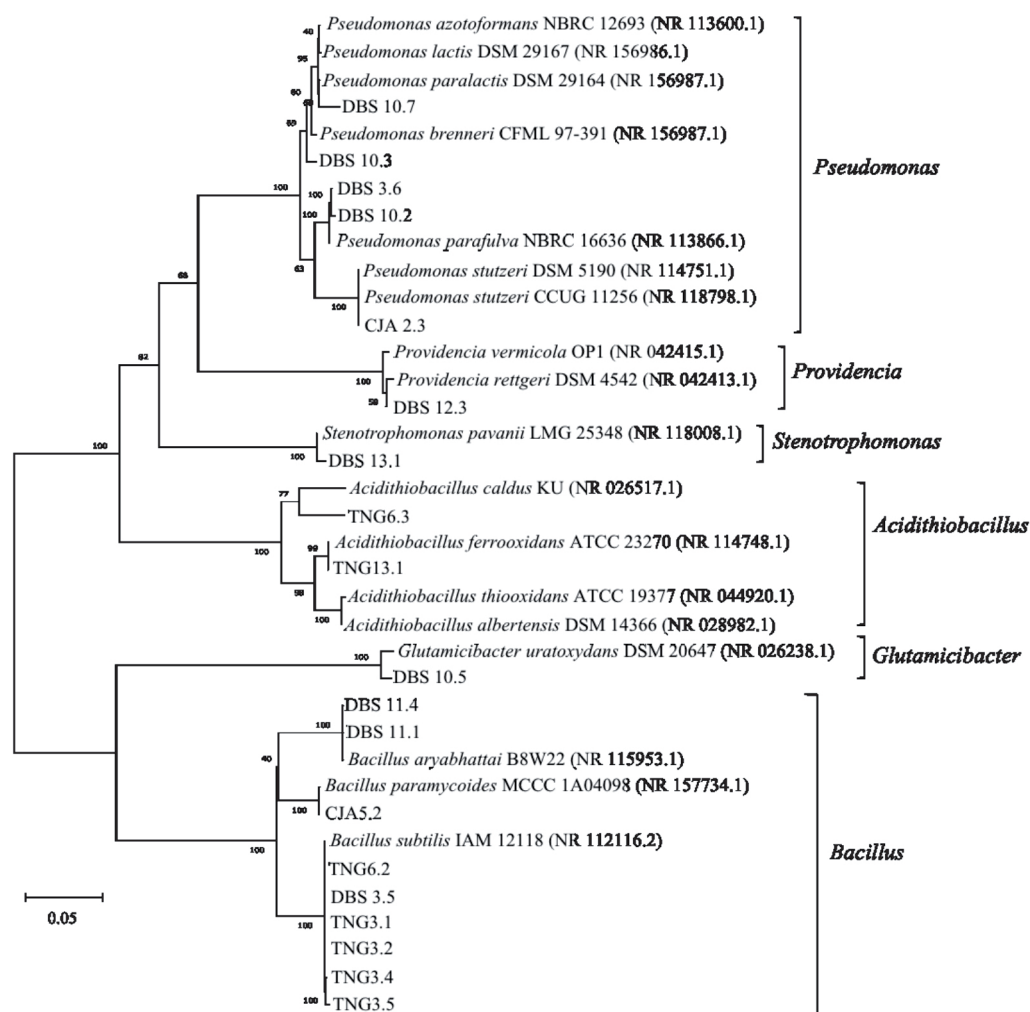 Pseudomonas azotoformans NBRC 12693 (NR 113600.1)
40
Pseudomonas lactis DSM 29167 (NR 156986.1)
95
Pseudomonas paralactis DSM 29164 (NR 156987.1)
60
DBS 10.7
69
Pseudomonas brenneri CFML 97-391 (NR 156987.1)
DBS 10.3
Pseudomonas
100
100
DBS 3.6
100
DBS 10.2
Pseudomonas parafulva NBRC 16636 (NR 113866.1)
63
Pseudomonas stutzeri DSM 5190 (NR 114751.1)
68
Pseudomonas stutzeri CCUG 11256 (NR 118798.1)
100
CJA 2.3
82
Providencia vermicola OP1 (NR 042415.1)
Providencia
100
Providencia rettgeri DSM 4542 (NR 042413.1)
58
DBS 12.3
Stenotrophomonas pavanii LMG 25348 (NR 118008.1)
Stenotrophomonas
100
100
DBS 13.1
Acidithiobacillus caldus KU (NR 026517.1)
77
TNG6.3
Acidithiobacillus
Acidithiobacillus ferrooxidans ATCC 23270 (NR 114748.1)
99
100
TNG13.1
98
Acidithiobacillus thiooxidans ATCC 19377 (NR 044920.1)
100
Acidithiobacillus albertensis DSM 14366 (NR 028982.1)
Glutamicibacter uratoxydans DSM 20647 (NR 026238.1)
Glutamicibacter
100
DBS 10.5
DBS 11.4
100
DBS 11.1
40
Bacillus aryabhattai B8W22 (NR 115953.1)
Bacillus paramycoides MCCC 1A04098 (NR 157734.1)
100
CJA5.2
Bacillus subtilis IAM 12118 (NR 112116.2)
100
Bacillus
TNG6.2
DBS 3.5
0.05
TNG3.1
100
TNG3.2
TNG3.4
100
TNG3.5